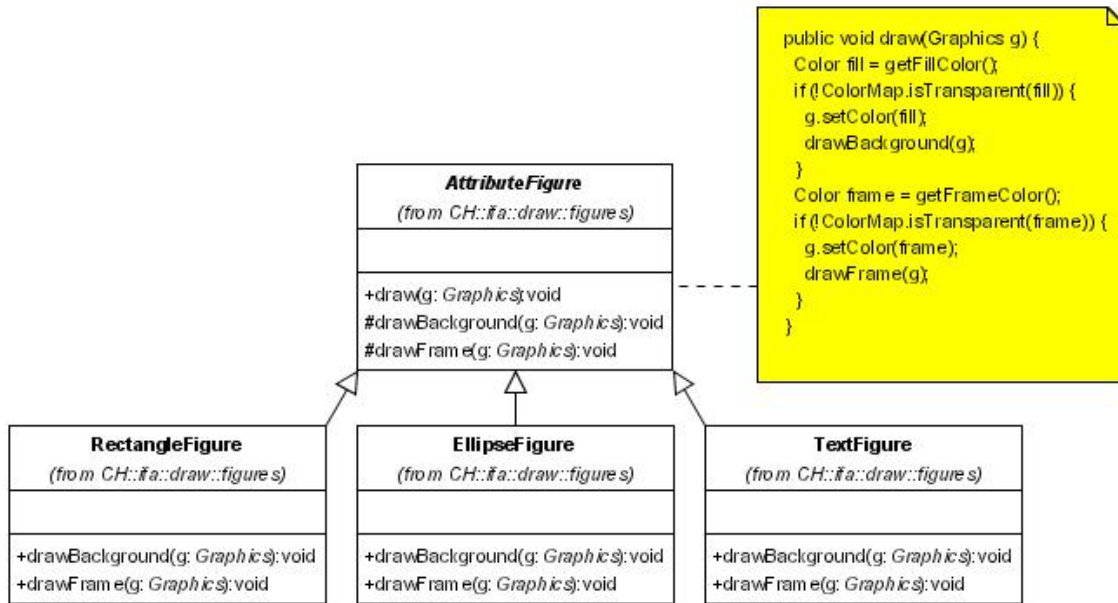 public void draw(Graphics g) {
Color fill = getFillColor();
if (!ColorMap.isTransparent(fill)) {
g.setColor(fill);
drawBackground(g);
}
Color frame = getFrameColor();
if (!ColorMap.isTransparent(frame)) {
g.setColor(frame);
drawFrame(g);
}
}
AttributeFigure
(from CH::ifa::draw::figures)
+draw(g: Graphics):void
#drawBackground(g: Graphics):void
#drawFrame(g: Graphics):void
RectangleFigure
(from CH::ifa::draw::figures)
+drawBackground(g: Graphics):void
+drawFrame(g: Graphics):void
EllipseFigure
(from CH::ifa::draw::figures)
+drawBackground(g: Graphics):void
+drawFrame(g: Graphics):void
TextFigure
(from CH::ifa::draw::figures)
+drawBackground(g: Graphics):void
+drawFrame(g: Graphics):void